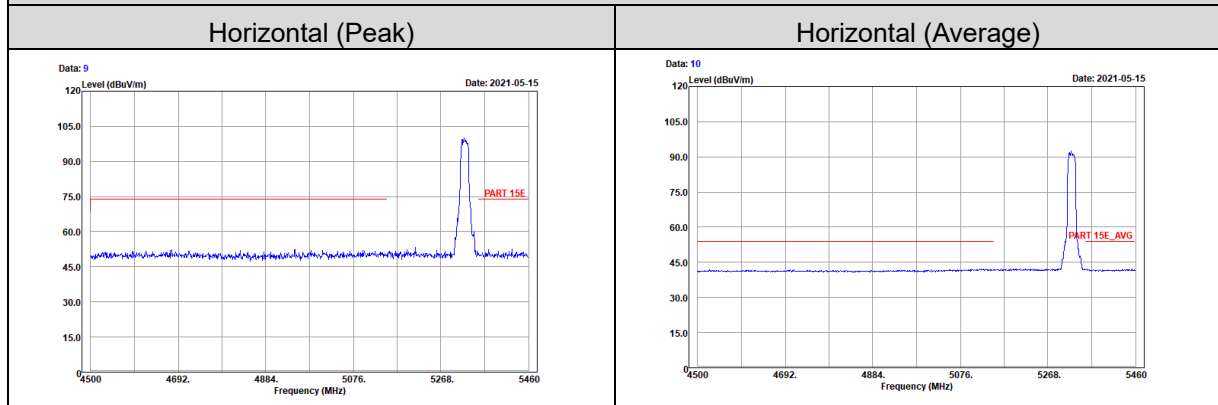 Horizontal (Peak)
Horizontal (Average)
Data: 9
Level (dBuV/m)
Date: 2021-05-15
120
105.0
90.0
75.0
60.0
45.0
30.0
15.0
0
PART 15E
4500 4692. 4884. 5076. 5268. 5460
Frequency (MHz)
Data: 10
Level (dBuV/m)
Date: 2021-05-15
120
105.0
90.0
75.0
60.0
45.0
30.0
15.0
0
PART 15E_AVG
4500 4692. 4884. 5076. 5268. 5460
Frequency (MHz)